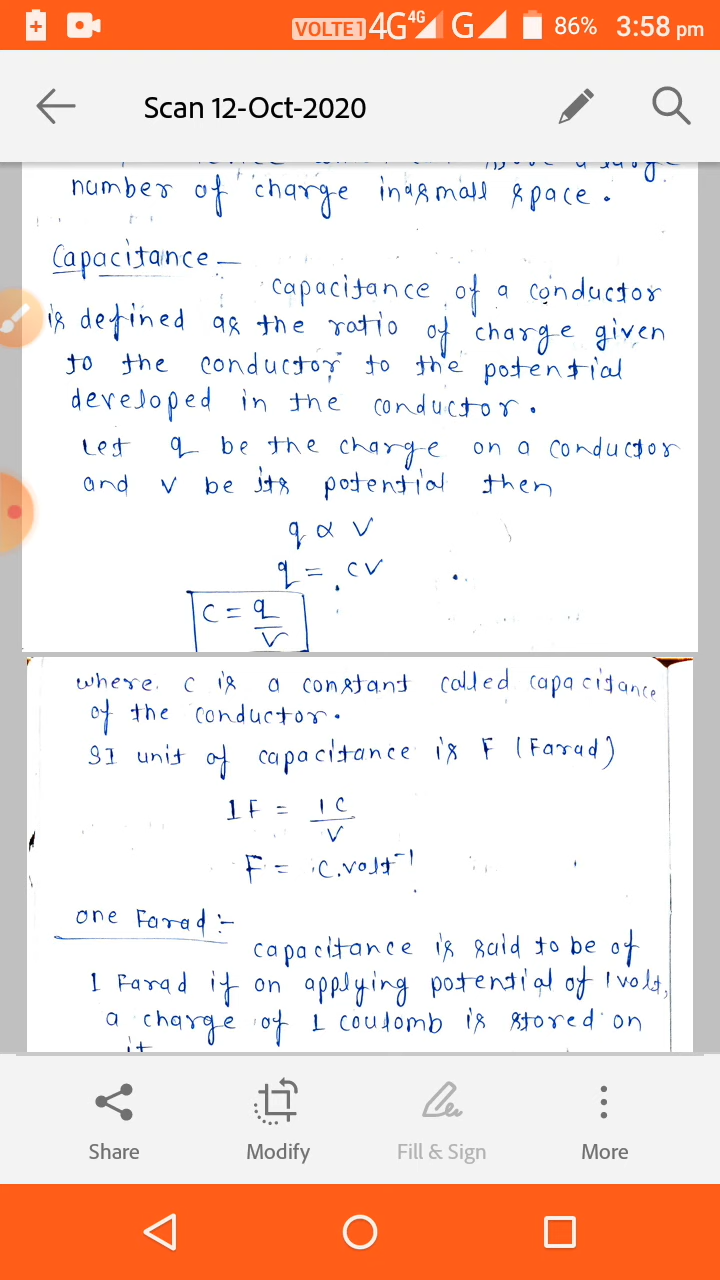 VOLTE1 4G 4G G 86% 3:58 pm
Scan 12-Oct-2020
number of charge in a small space.
Capacitance —
capacitance of a conductor
is defined as the ratio of charge given
to the conductor to the potential
developed in the conductor.
Let q be the charge on a conductor
and v be its potential then
q ∝ V
q = CV
C = q/V
where. C is a constant called capacitance
of the conductor.
SI unit of capacitance is F (Farad)
1F = 1C/V
F = C.volt⁻¹
one Farad :-
capacitance is said to be of
1 Farad if on applying potential of 1 volt,
a charge of 1 coulomb is stored on
it
Share Modify Fill & Sign More